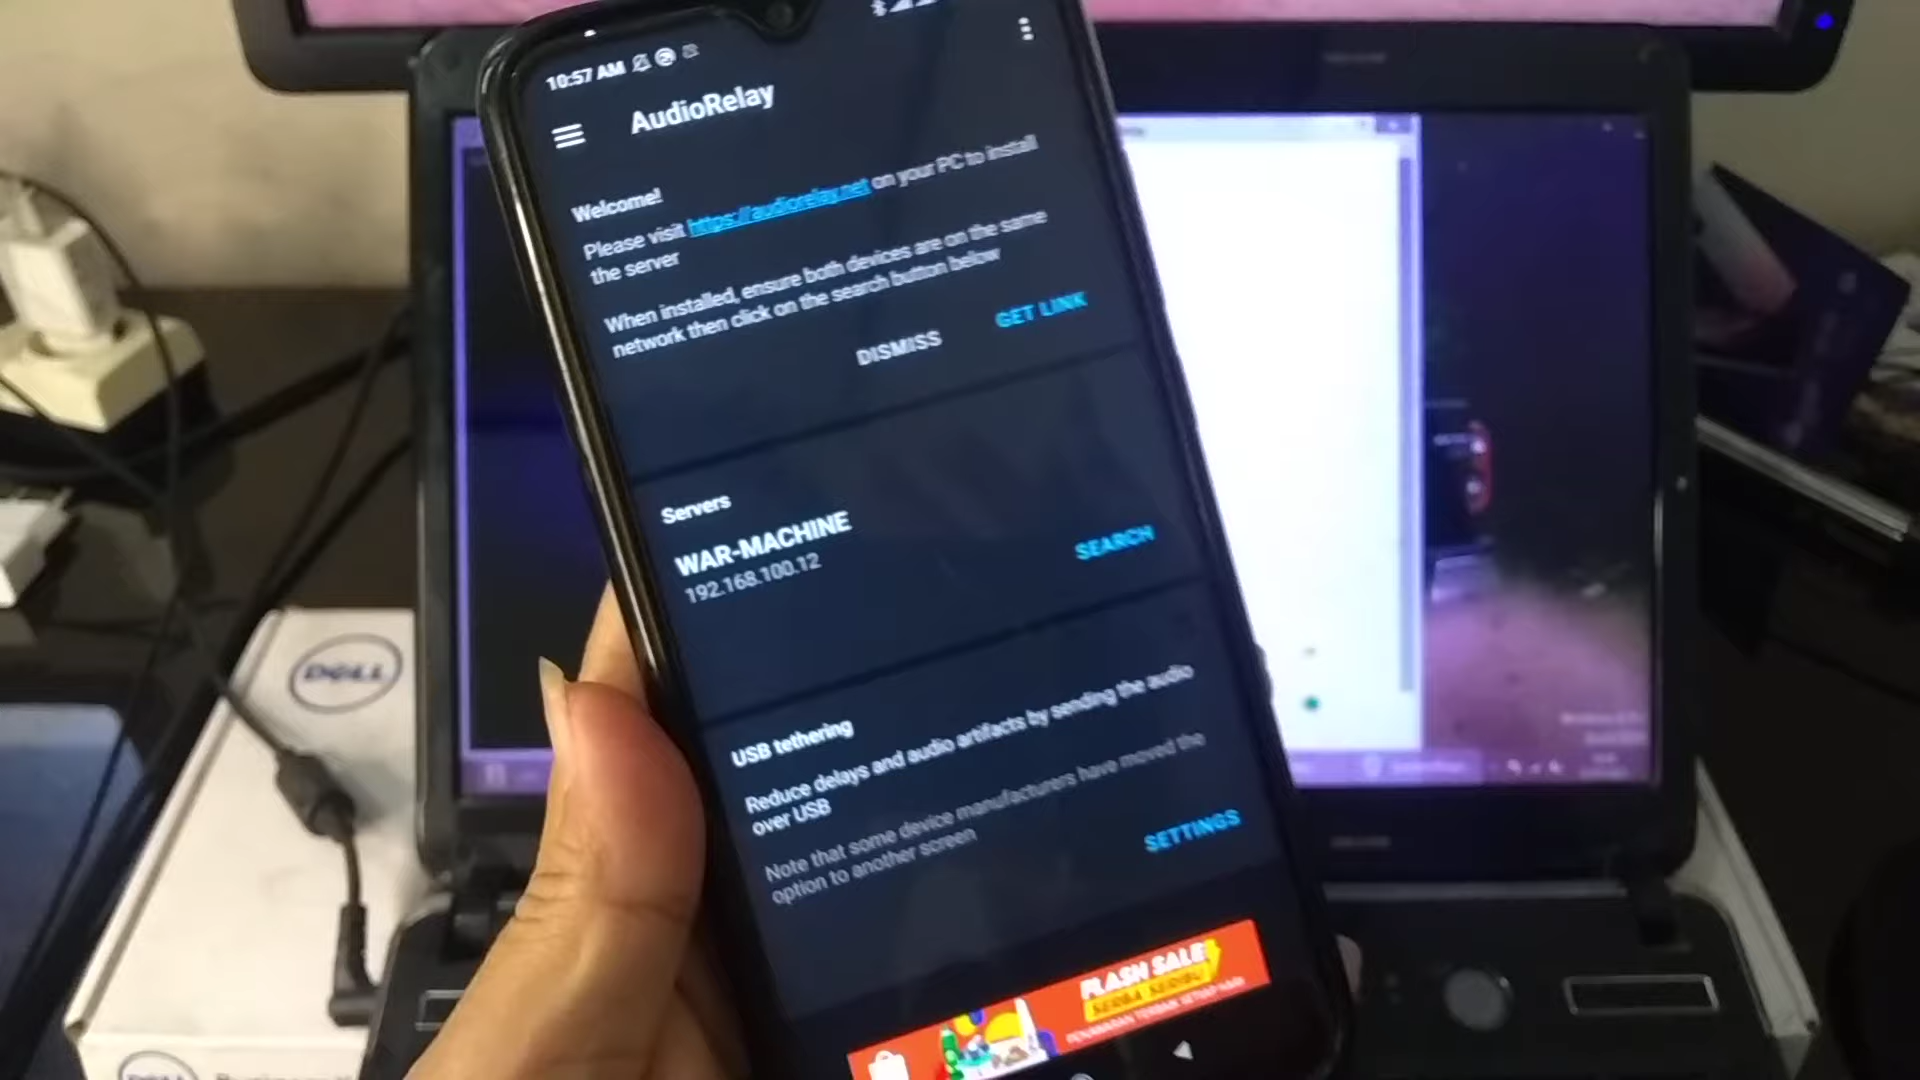 10:57 AM
AudioRelay
Welcome!
Please visit https://audiorelay.net on your PC to install
the server
When installed, ensure both devices are on the same
network then click on the search button below
DISMISS
GET LINK
Servers
WAR-MACHINE
192.168.100.12
SEARCH
USB tethering
Reduce delays and audio artifacts by sending the audio
over USB
Note that some device manufacturers have moved the
option to another screen
SETTINGS
FLASH SALE
SERBA SERIBU
DELL
DELL